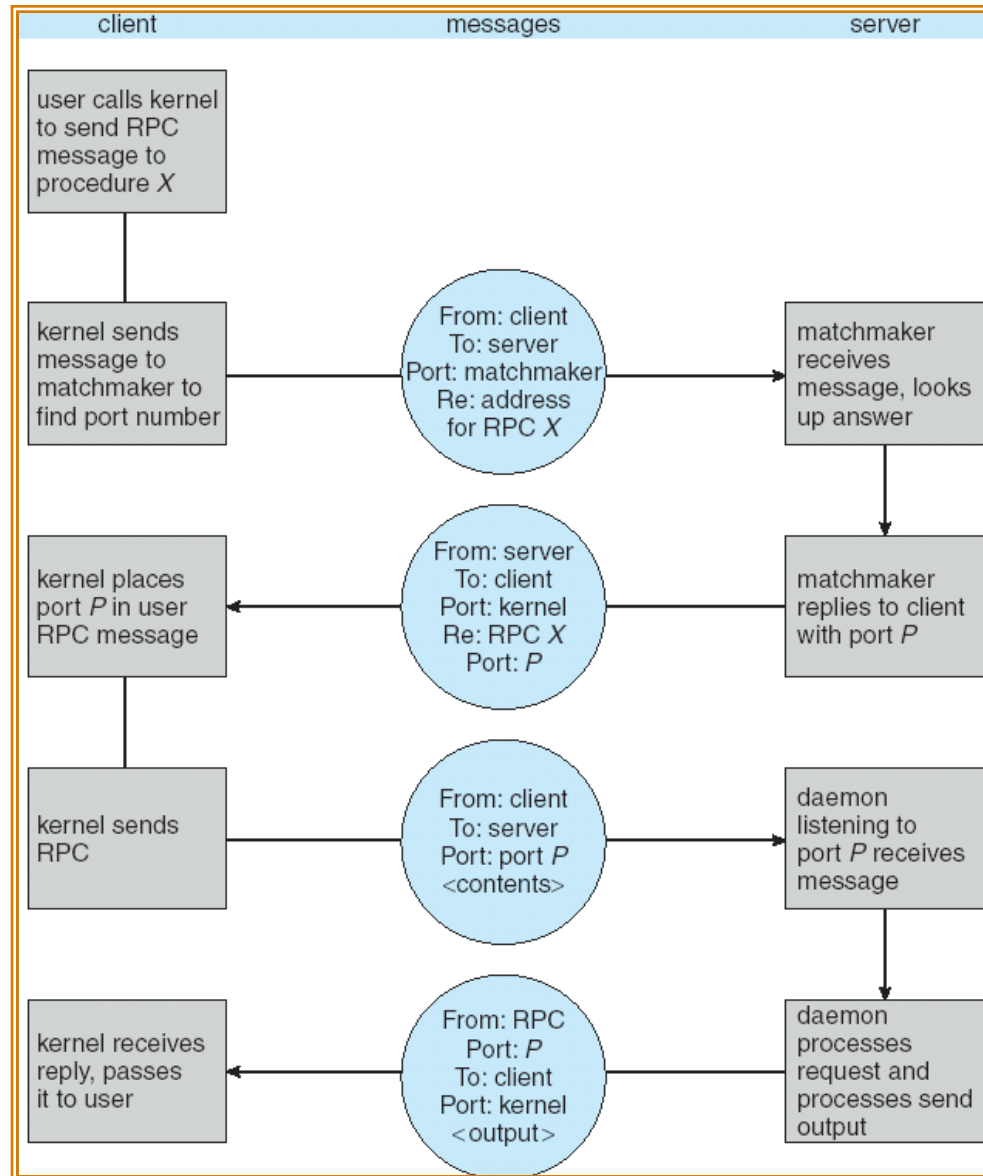 client messages server
user calls kernel
to send RPC
message to
procedure X
kernel sends
message to
matchmaker to
find port number
From: client
To: server
Port: matchmaker
Re: address
for RPC X
matchmaker
receives
message, looks
up answer
kernel places
port P in user
RPC message
From: server
To: client
Port: kernel
Re: RPC X
Port: P
matchmaker
replies to client
with port P
kernel sends
RPC
From: client
To: server
Port: port P
<contents>
daemon
listening to
port P receives
message
kernel receives
reply, passes
it to user
From: RPC
Port: P
To: client
Port: kernel
<output>
daemon
processes
request and
processes send
output